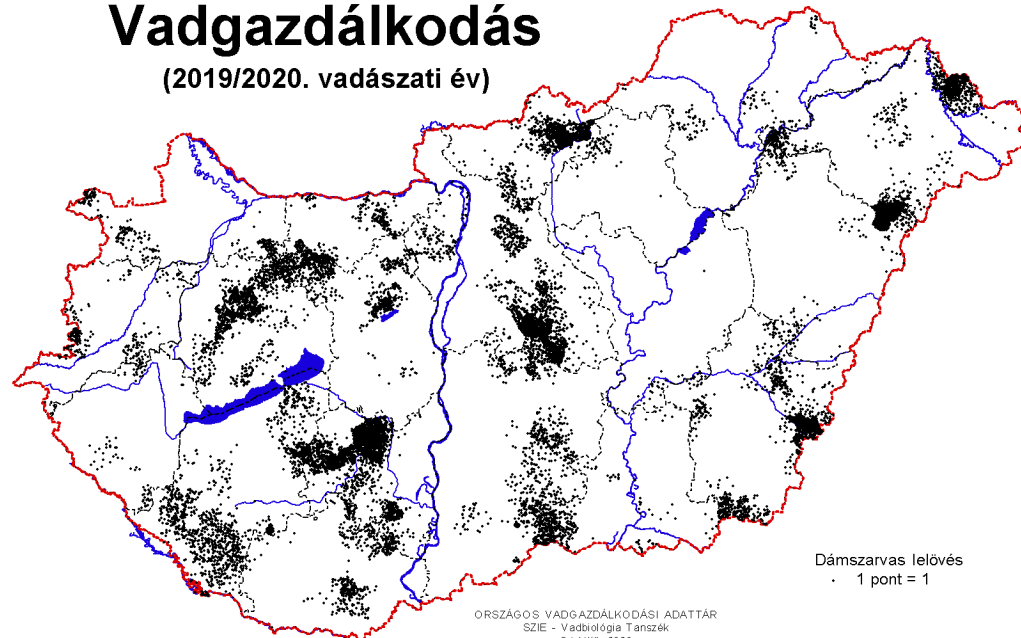 Vadgazdálkodás
(2019/2020. vadászati év)
Dámszarvas lelövés
1 pont = 1
ORSZÁGOS VADGAZDÁLKODÁSI ADATTÁR
SZIE - Vadbiológia Tanszék